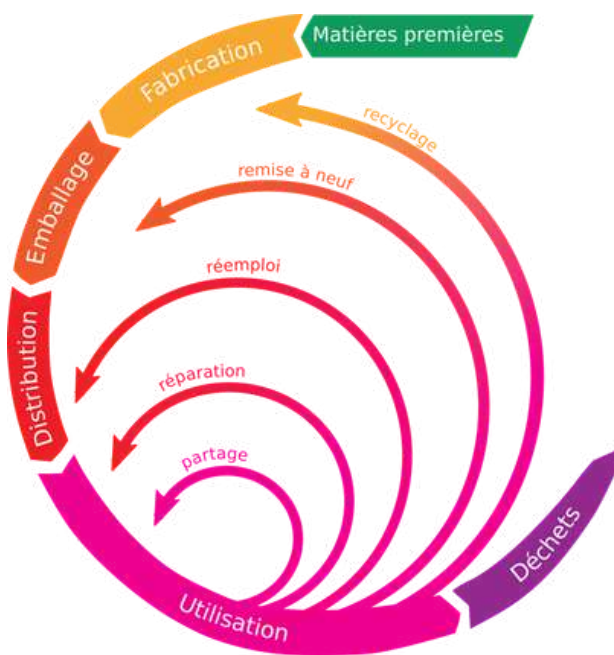 Matières premières
Fabrication
recyclage
Emballage
remise à neuf
réemploi
Distribution
réparation
partage
Utilisation
Déchets